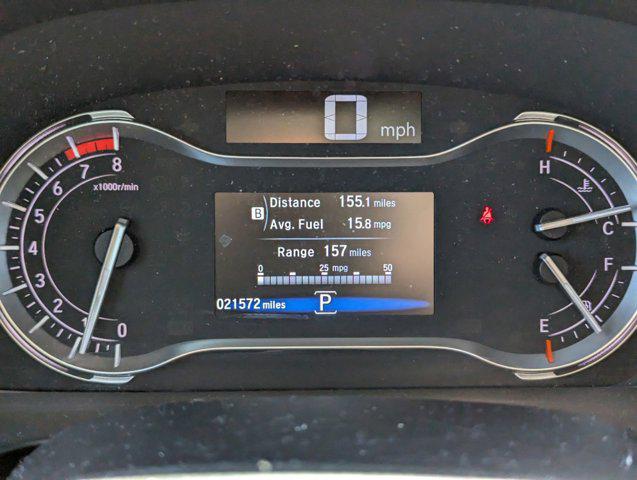 0 mph
8
7
6
5
4
3
2
0
x1000r/min
B
Distance 155.1 miles
Avg. Fuel 15.8 mpg
Range 157 miles
0 25 mpg 50
021572 miles P
H
C
F
E